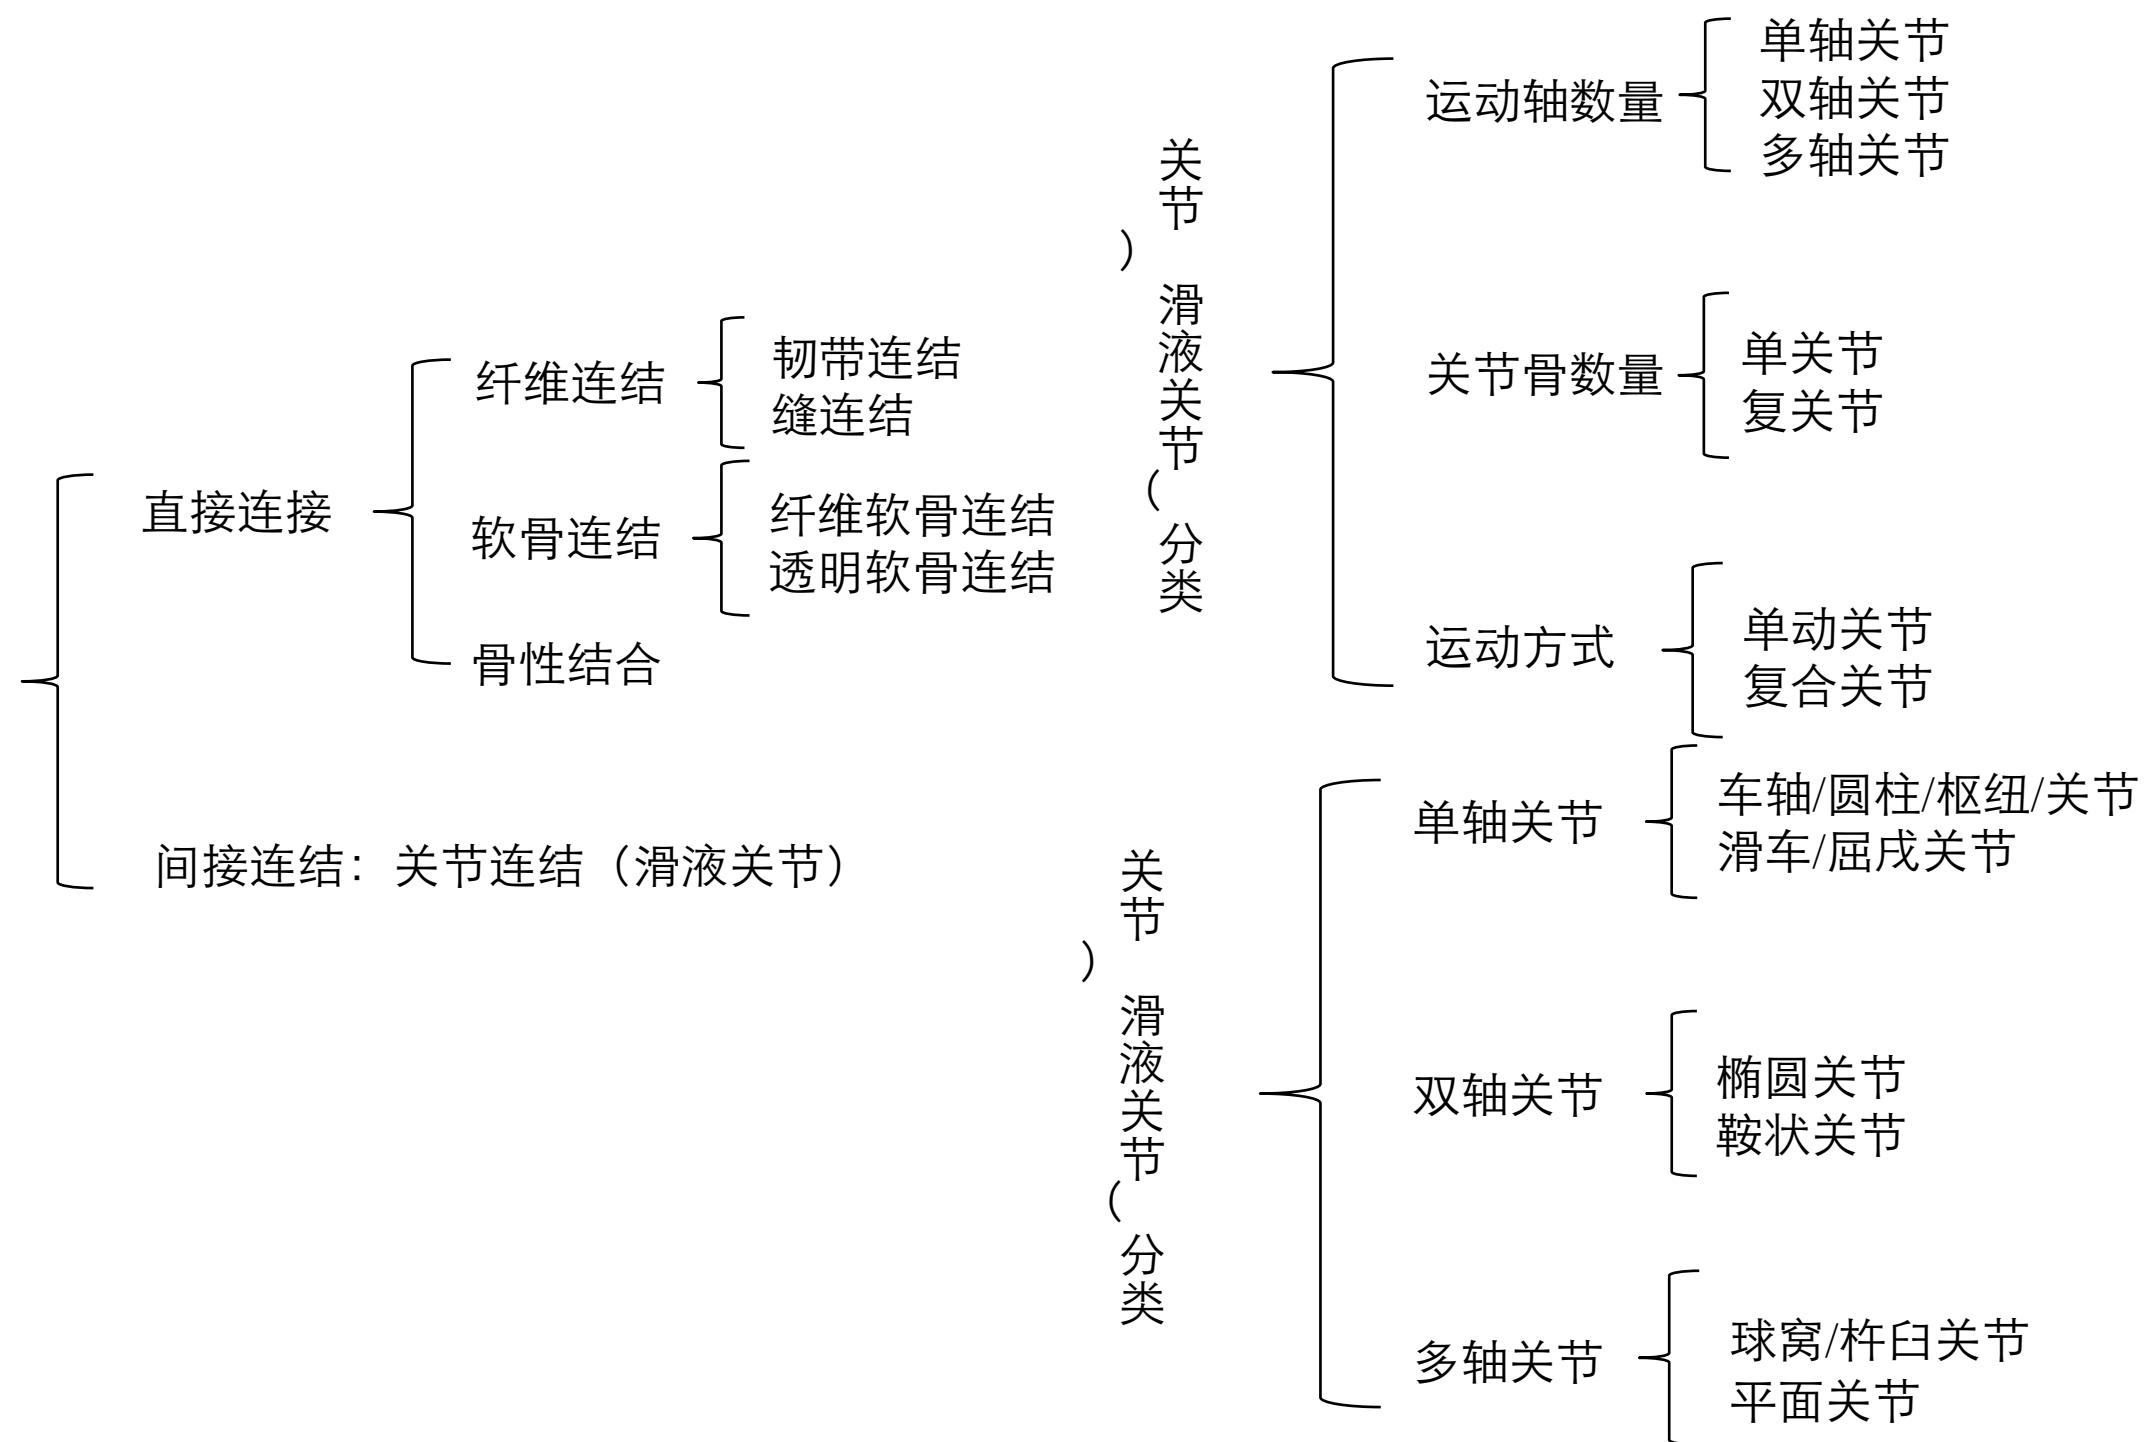 直接连接
纤维连结
韧带连结
缝连结
软骨连结
纤维软骨连结
透明软骨连结
骨性结合
间接连结：关节连结（滑液关节）
关节（滑液关节）分类
运动轴数量
单轴关节
双轴关节
多轴关节
关节骨数量
单关节
复关节
运动方式
单动关节
复合关节
关节（滑液关节）分类
单轴关节
车轴/圆柱/枢纽/关节
滑车/屈戌关节
双轴关节
椭圆关节
鞍状关节
多轴关节
球窝/杵臼关节
平面关节